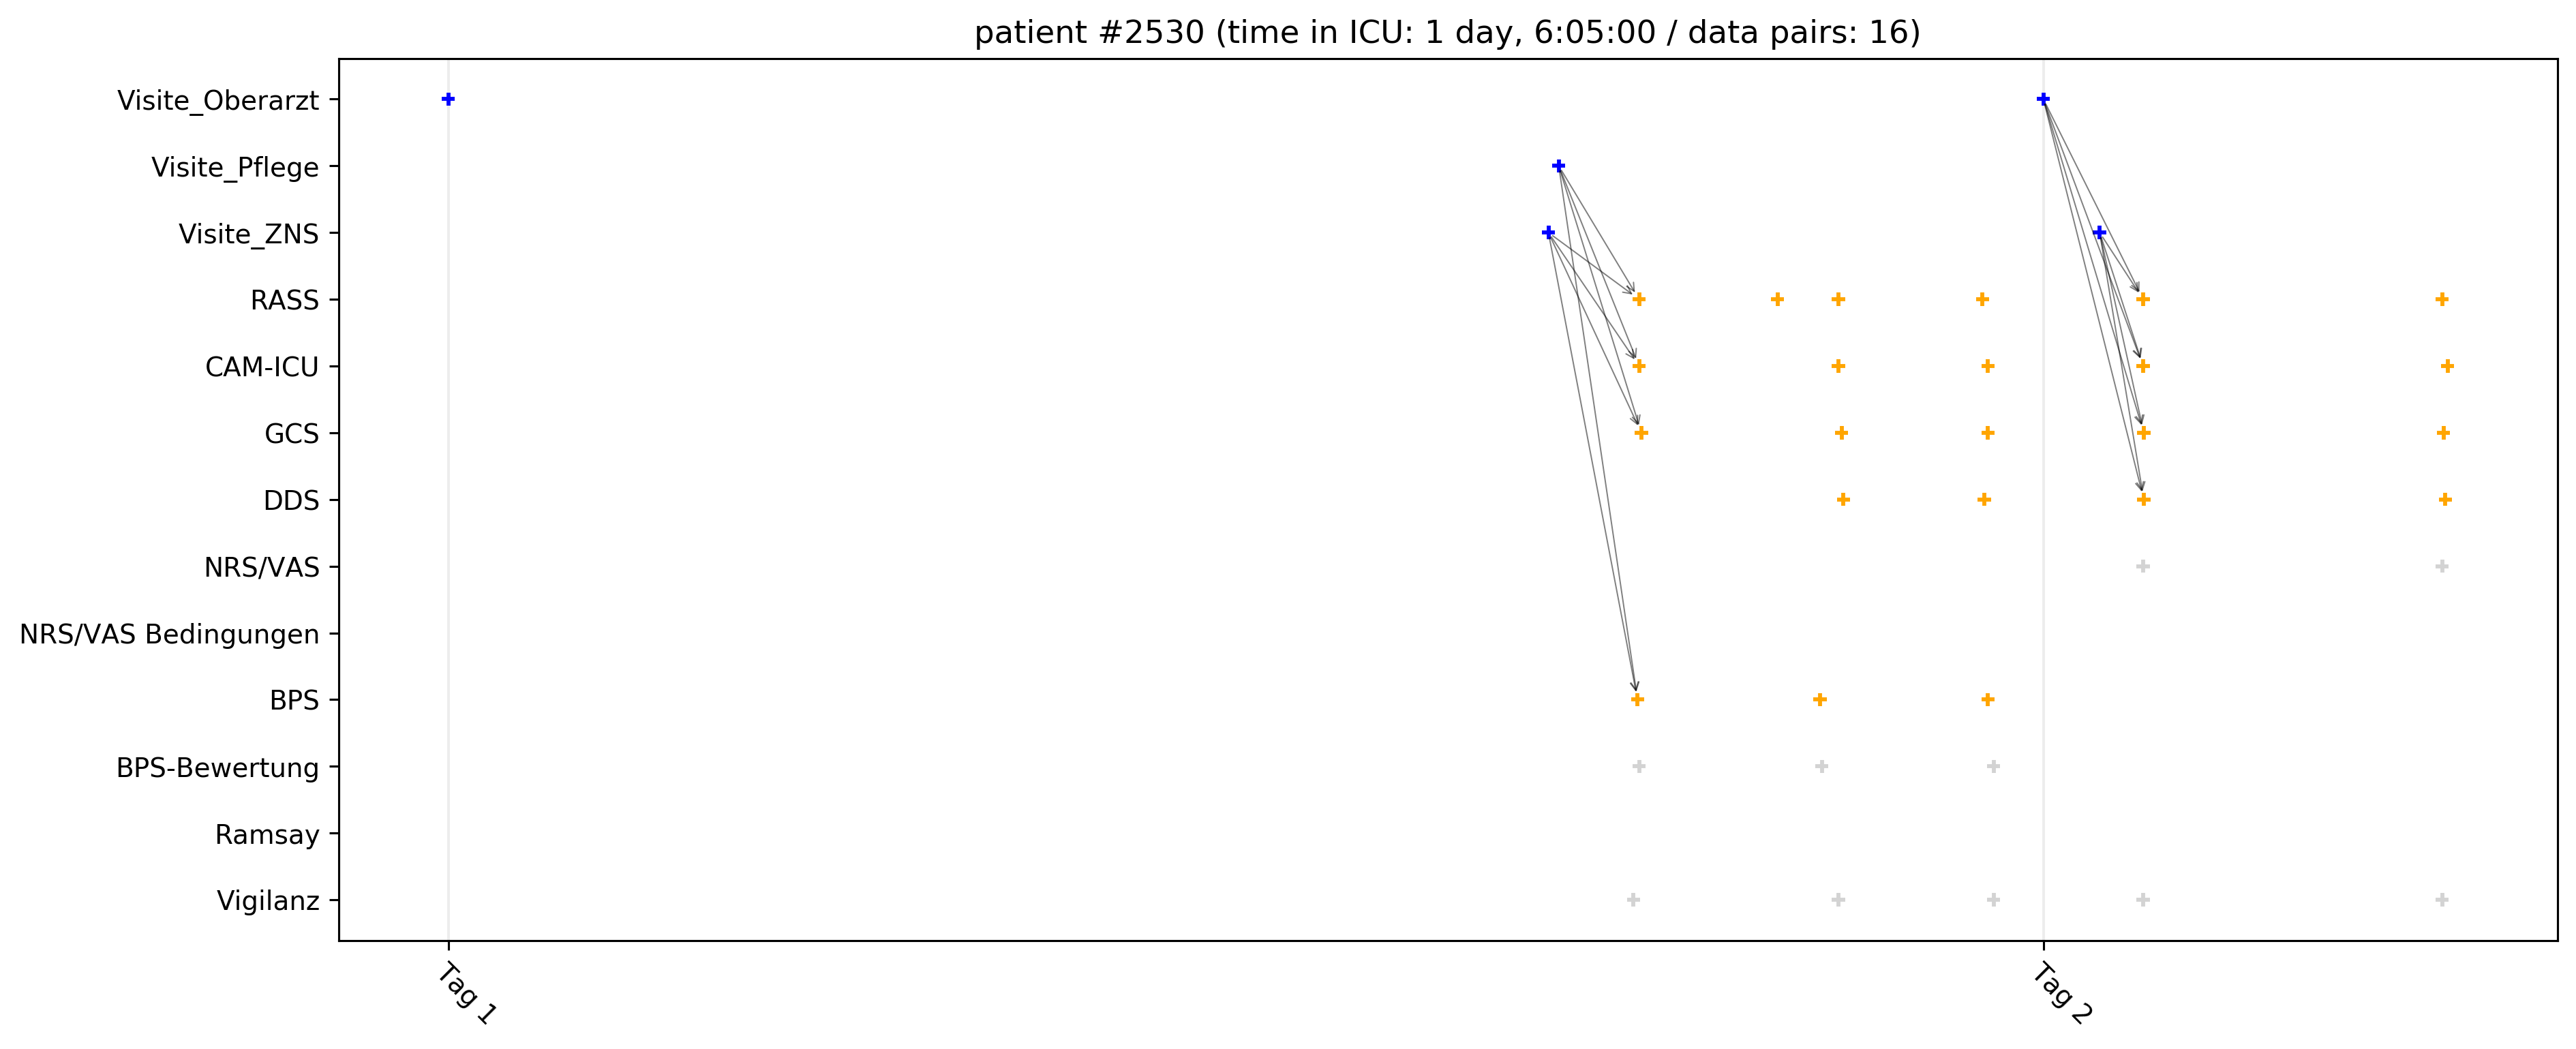 patient #2530 (time in ICU: 1 day, 6:05:00 / data pairs: 16)
Visite_Oberarzt
Visite_Pflege
Visite_ZNS
RASS
CAM-ICU
GCS
DDS
NRS/VAS
NRS/VAS Bedingungen
BPS
BPS-Bewertung
Ramsay
Vigilanz
Tag 1
Tag 2